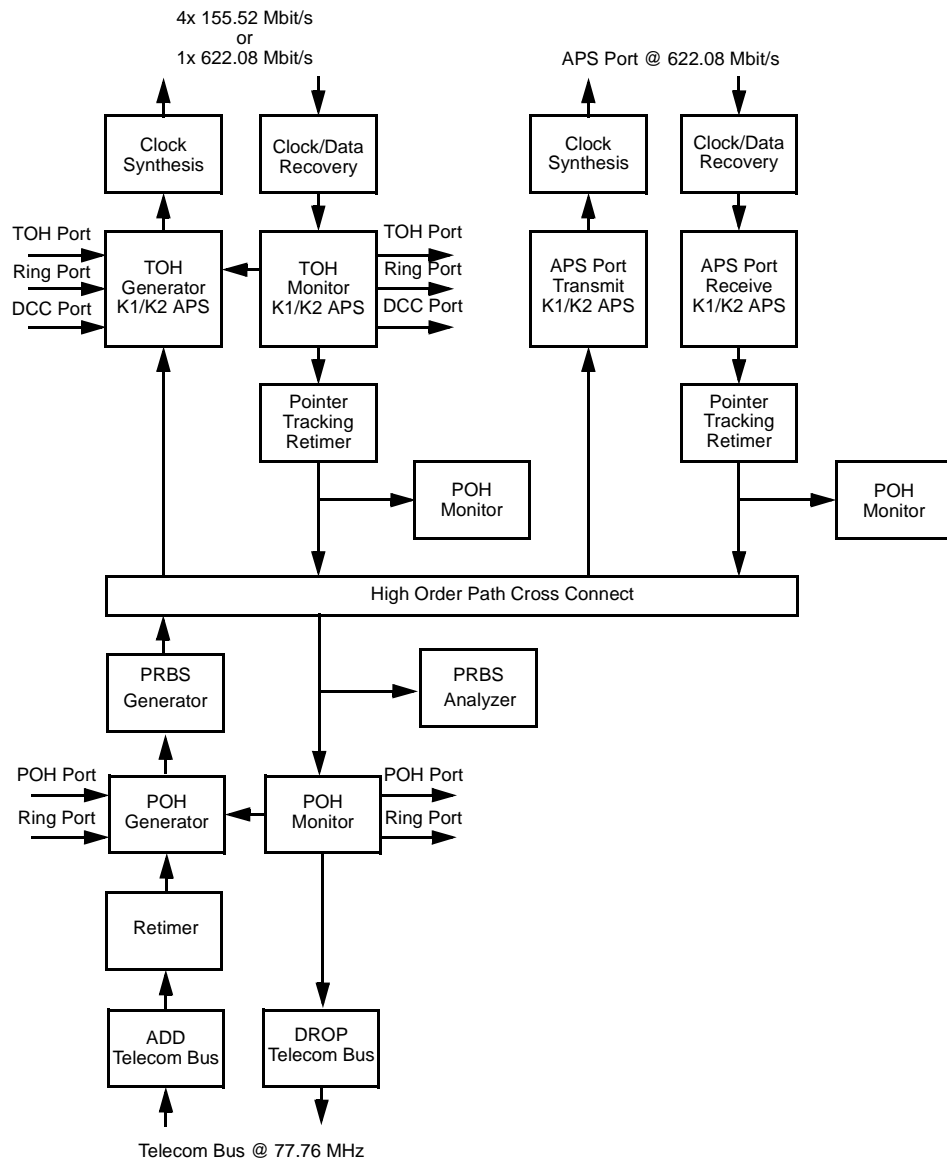 4x 155.52 Mbit/s
or
1x 622.08 Mbit/s
APS Port @ 622.08 Mbit/s
Clock
Synthesis
Clock/Data
Recovery
Clock
Synthesis
Clock/Data
Recovery
TOH Port
Ring Port
DCC Port
TOH
Generator
K1/K2 APS
TOH
Monitor
K1/K2 APS
TOH Port
Ring Port
DCC Port
APS Port
Transmit
K1/K2 APS
APS Port
Receive
K1/K2 APS
Pointer
Tracking
Retimer
Pointer
Tracking
Retimer
POH
Monitor
POH
Monitor
High Order Path Cross Connect
PRBS
Generator
PRBS
Analyzer
POH Port
Ring Port
POH
Generator
POH
Monitor
POH Port
Ring Port
Retimer
ADD
Telecom Bus
DROP
Telecom Bus
Telecom Bus @ 77.76 MHz